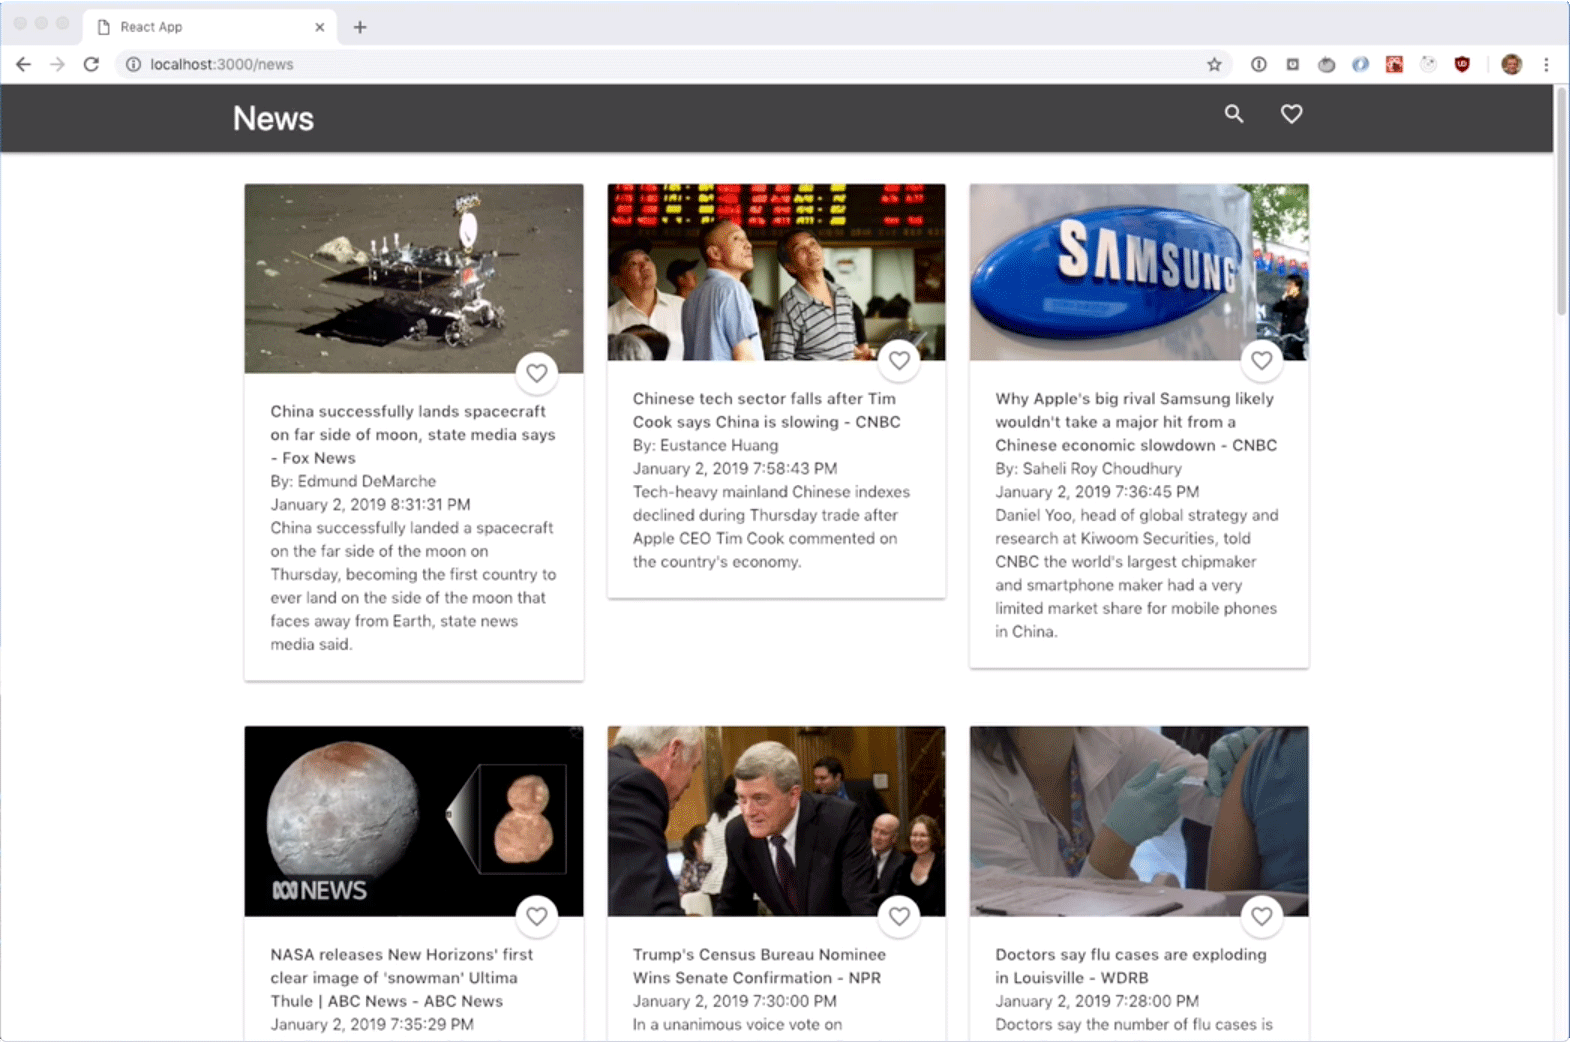 React App
localhost:3000/news
News
SAMSUNG
China successfully lands spacecraft
on far side of moon, state media says
- Fox News
By: Edmund DeMarche
January 2, 2019 8:31:31 PM
China successfully landed a spacecraft
on the far side of the moon on
Thursday, becoming the first country to
ever land on the side of the moon that
faces away from Earth, state news
media said.
Chinese tech sector falls after Tim
Cook says China is slowing - CNBC
By: Eustance Huang
January 2, 2019 7:58:43 PM
Tech-heavy mainland Chinese indexes
declined during Thursday trade after
Apple CEO Tim Cook commented on
the country's economy.
Why Apple's big rival Samsung likely
wouldn't take a major hit from a
Chinese economic slowdown - CNBC
By: Saheli Roy Choudhury
January 2, 2019 7:36:45 PM
Daniel Yoo, head of global strategy and
research at Kiwoom Securities, told
CNBC the world's largest chipmaker
and smartphone maker had a very
limited market share for mobile phones
in China.
NEWS
NASA releases New Horizons' first
clear image of 'snowman' Ultima
Thule | ABC News - ABC News
January 2, 2019 7:35:29 PM
Trump's Census Bureau Nominee
Wins Senate Confirmation - NPR
January 2, 2019 7:30:00 PM
In a unanimous voice vote on
Doctors say flu cases are exploding
in Louisville - WDRB
January 2, 2019 7:28:00 PM
Doctors say the number of flu cases is